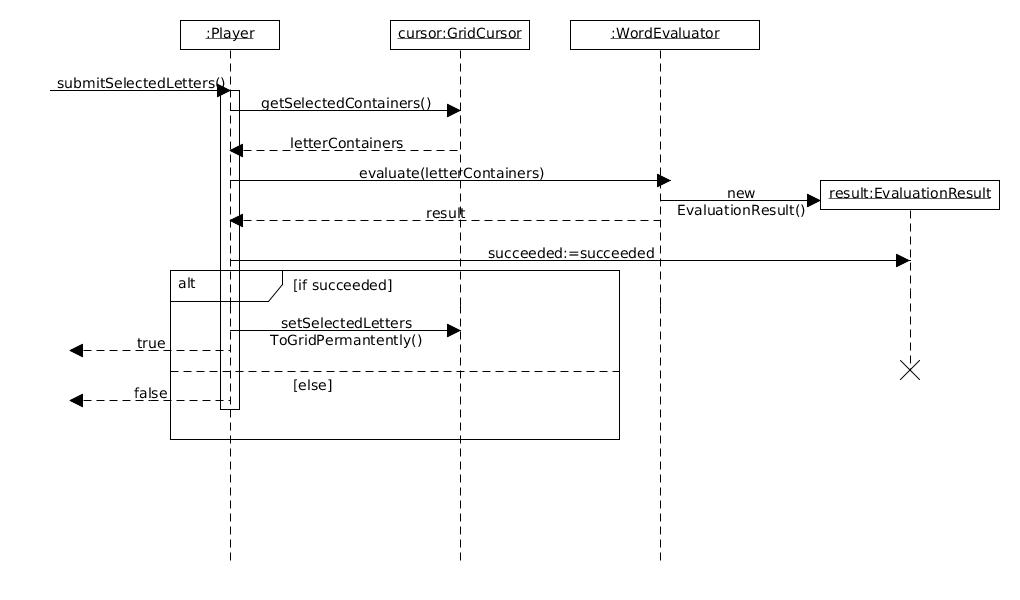 :Player
cursor:GridCursor
:WordEvaluator
submitSelectedLetters()
getSelectedContainers()
letterContainers
evaluate(letterContainers)
new
EvaluationResult()
result:EvaluationResult
result
succeeded:=succeeded
alt
[if succeeded]
setSelectedLetters
ToGridPermantently()
true
[else]
false